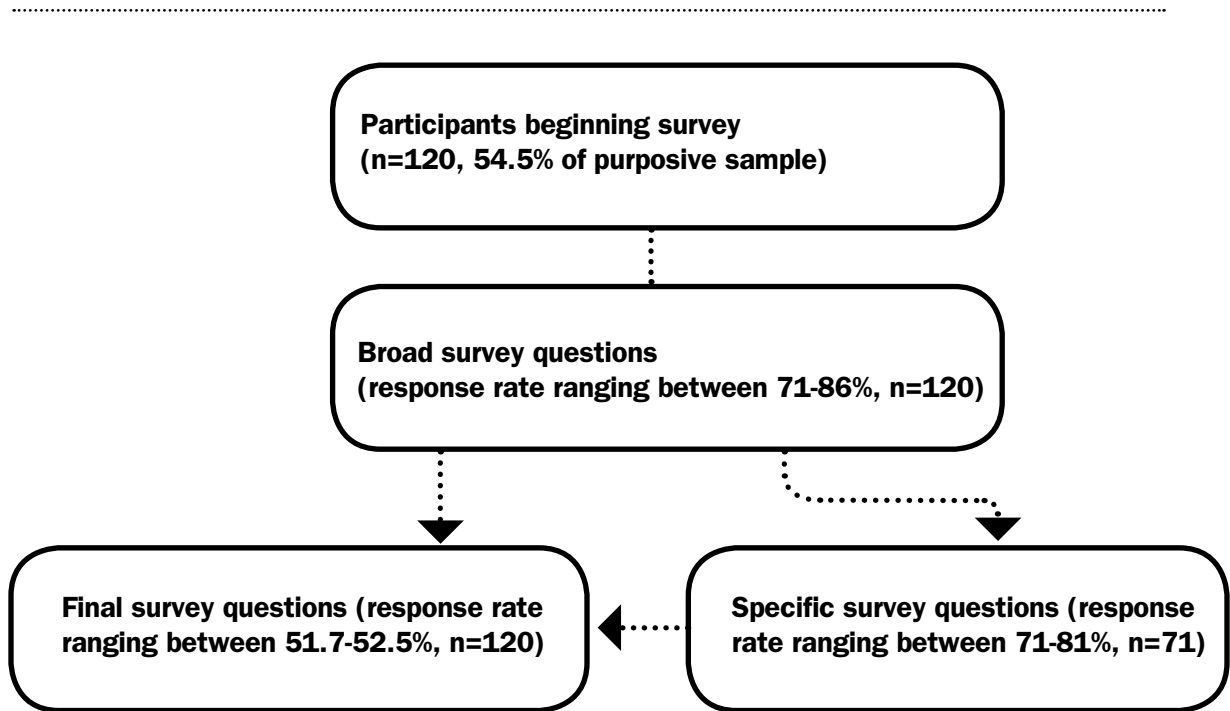 Participants beginning survey
(n=120, 54.5% of purposive sample)
Broad survey questions
(response rate ranging between 71-86%, n=120)
Final survey questions (response rate
ranging between 51.7-52.5%, n=120)
Specific survey questions (response
rate ranging between 71-81%, n=71)